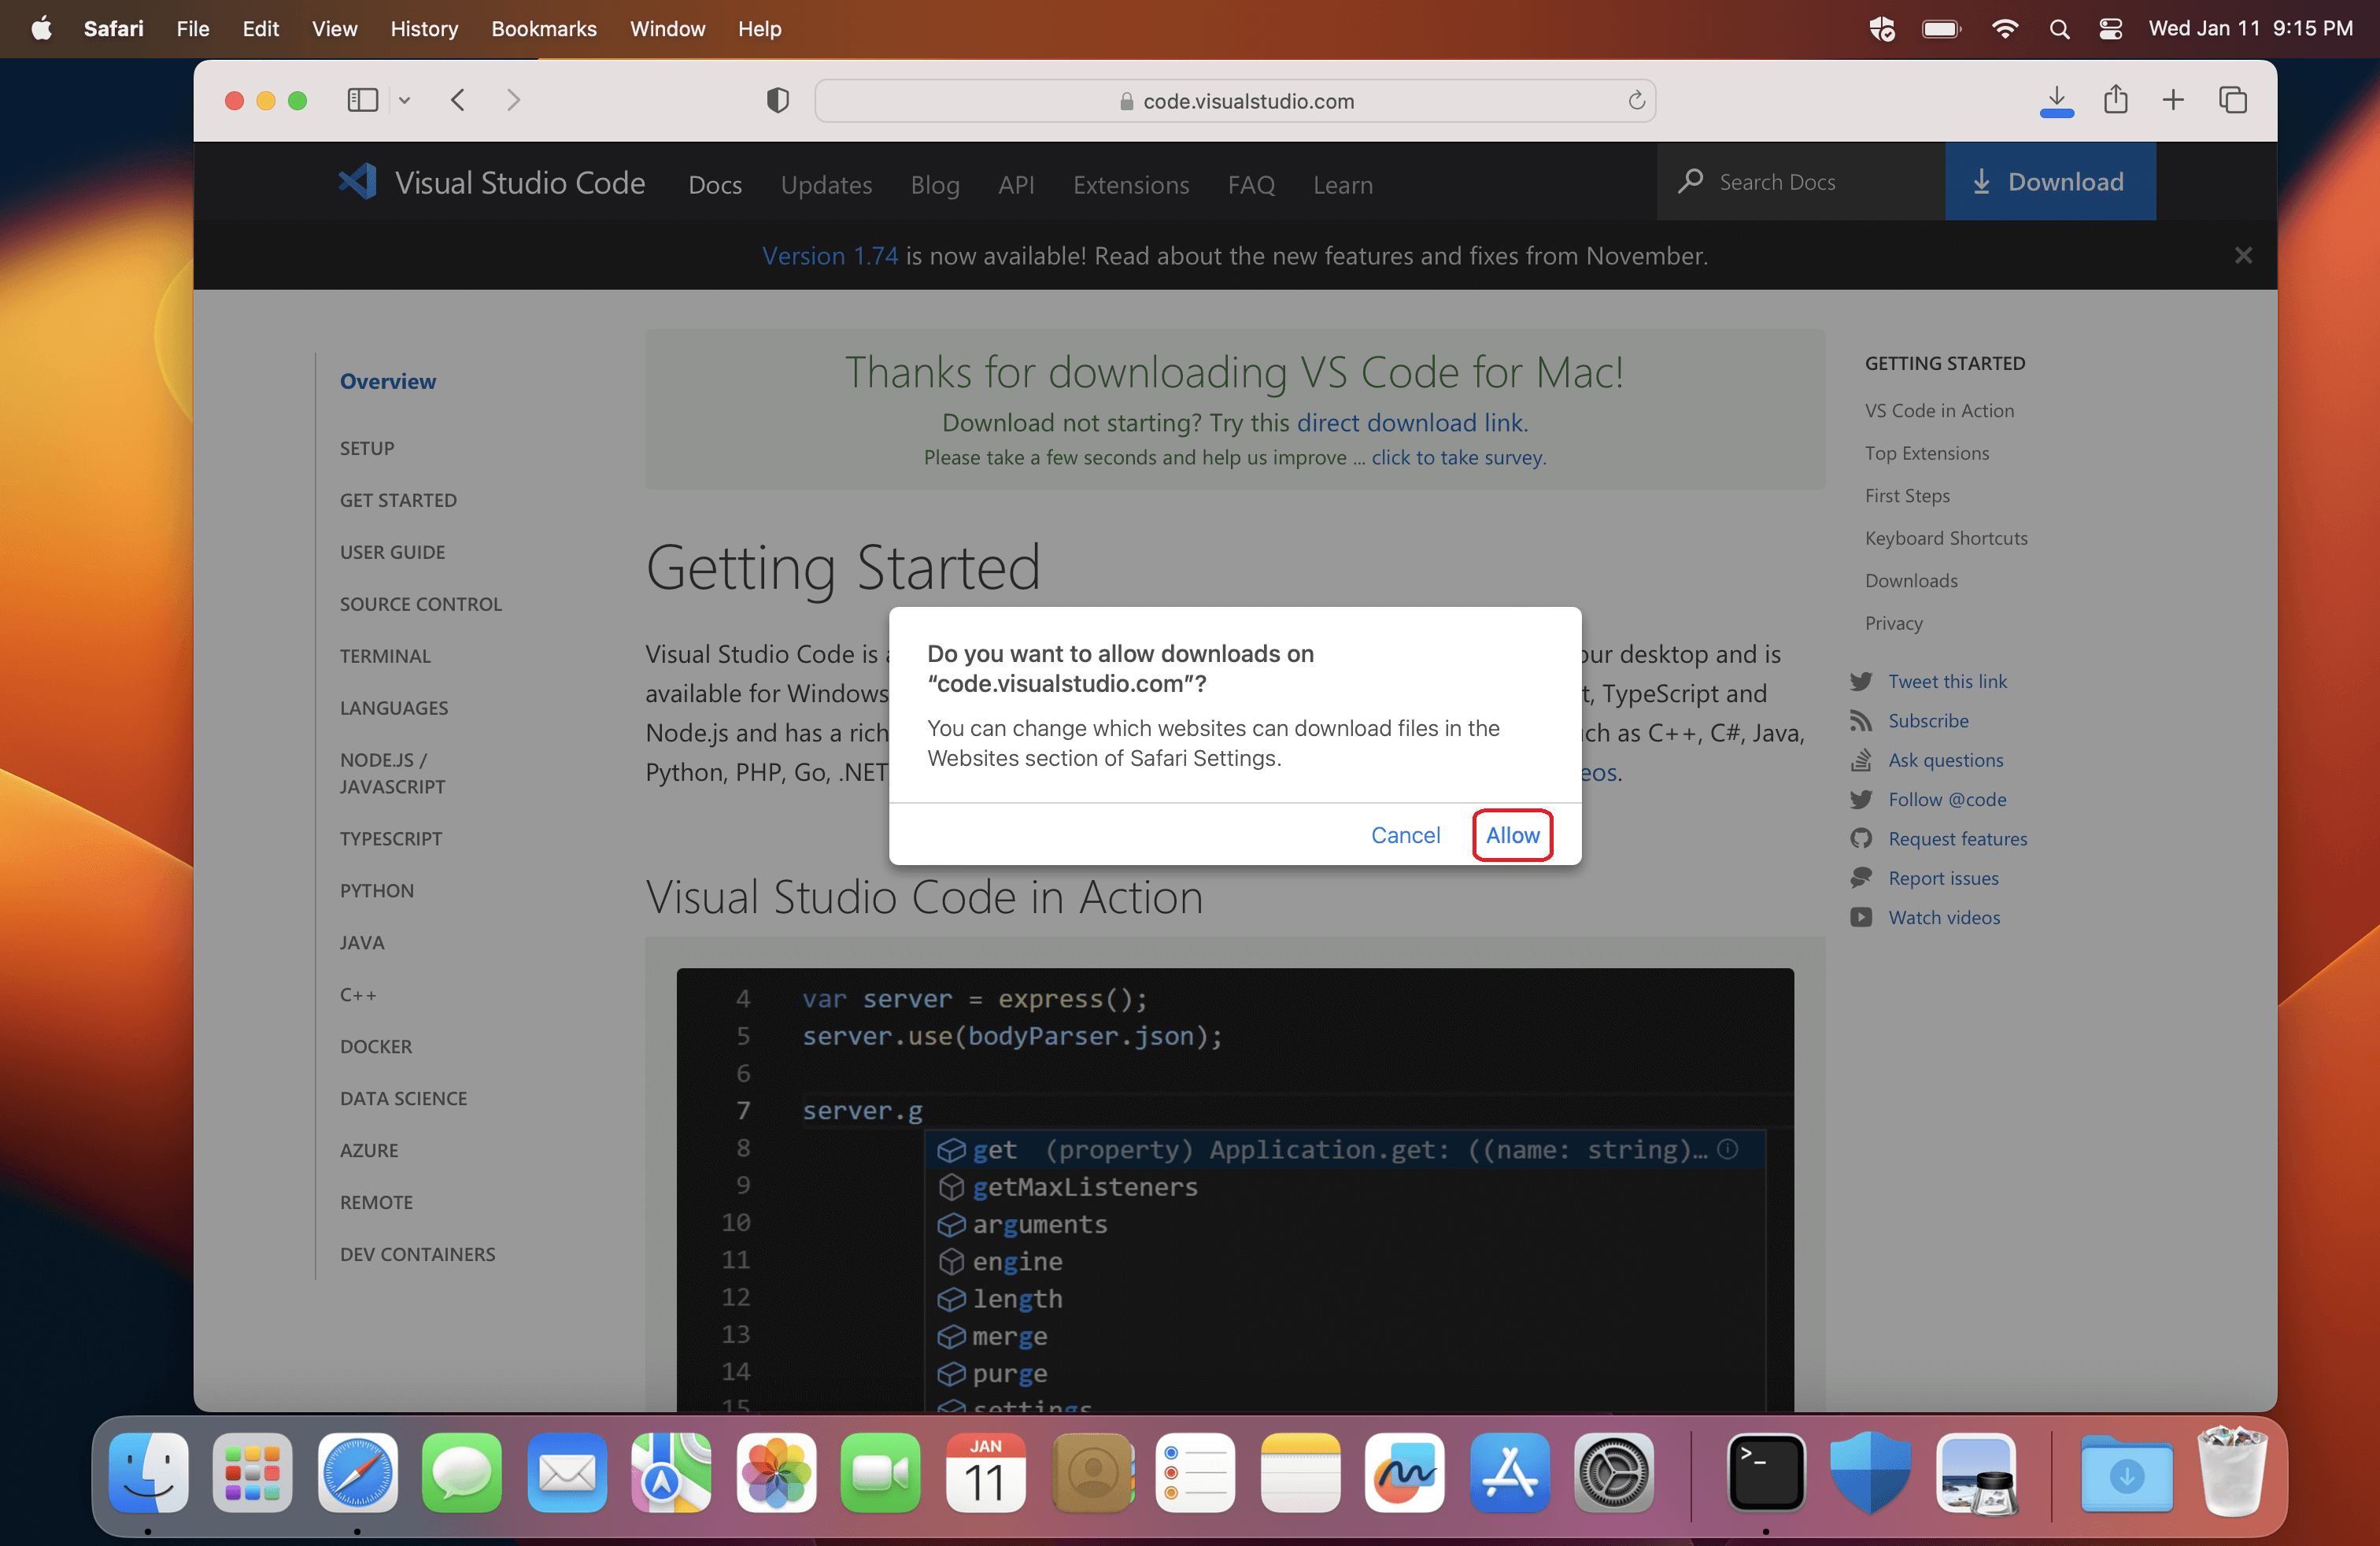 Safari File Edit View History Bookmarks Window Help Wed Jan 11 9:15 PM
code.visualstudio.com
Visual Studio Code Docs Updates Blog API Extensions FAQ Learn Search Docs Download
Version 1.74 is now available! Read about the new features and fixes from November.
Overview
SETUP
GET STARTED
USER GUIDE
SOURCE CONTROL
TERMINAL
LANGUAGES
NODE.JS /
JAVASCRIPT
TYPESCRIPT
PYTHON
JAVA
C++
DOCKER
DATA SCIENCE
AZURE
REMOTE
DEV CONTAINERS
Thanks for downloading VS Code for Mac!
Download not starting? Try this direct download link.
Please take a few seconds and help us improve ... click to take survey.
Getting Started
Visual Studio Code is
our desktop and is
available for Windows
, TypeScript and
Node.js and has a rich
as C++, C#, Java,
Python, PHP, Go, .NET
Do you want to allow downloads on
“code.visualstudio.com”?
You can change which websites can download files in the
Websites section of Safari Settings.
Cancel Allow
Visual Studio Code in Action
4 var server = express();
5 server.use(bodyParser.json);
6
7 server.g
8 get (property) Application.get: ((name: string)…
9 getMaxListeners
10 arguments
11 engine
12 length
13 merge
14 purge
15 settings
GETTING STARTED
VS Code in Action
Top Extensions
First Steps
Keyboard Shortcuts
Downloads
Privacy
Tweet this link
Subscribe
Ask questions
Follow @code
Request features
Report issues
Watch videos
JAN
11
>_